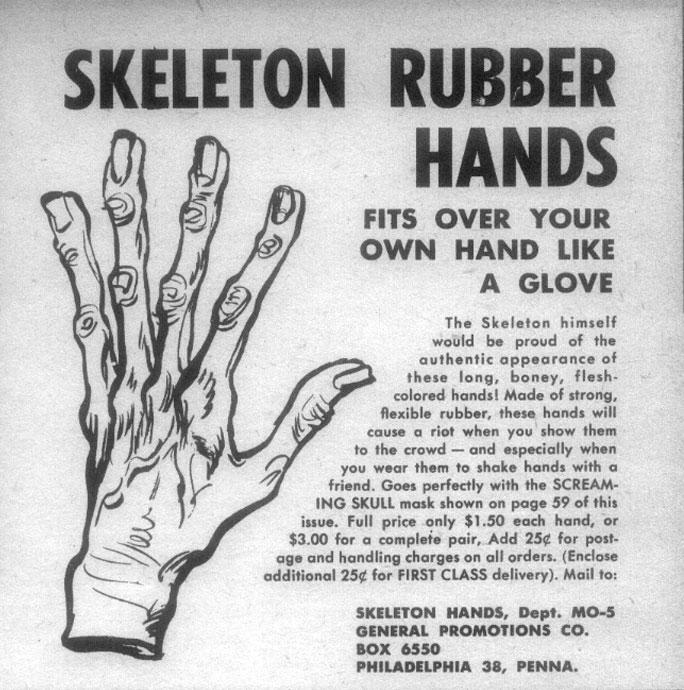 SKELETON RUBBER
HANDS
FITS OVER YOUR
OWN HAND LIKE
A GLOVE
The Skeleton himself
would be proud of the
authentic appearance of
these long, boney, flesh-
colored hands! Made of strong,
flexible rubber, these hands will
cause a riot when you show them
to the crowd — and especially when
you wear them to shake hands with a
friend. Goes perfectly with the SCREAM-
ING SKULL mask shown on page 59 of this
issue. Full price only $1.50 each hand, or
$3.00 for a complete pair, Add 25¢ for post-
age and handling charges on all orders. (Enclose
additional 25¢ for FIRST CLASS delivery). Mail to:
SKELETON HANDS, Dept. MO-5
GENERAL PROMOTIONS CO.
BOX 6550
PHILADELPHIA 38, PENNA.